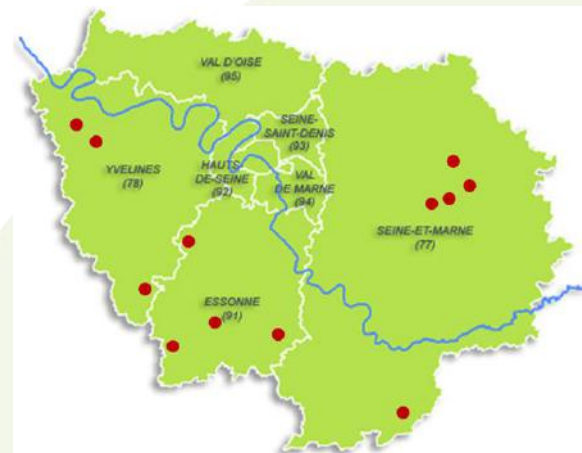 VAL D'OISE
(95)
SEINE-
SAINT-DENIS
(93)
YVELINES
(78)
HAUTS-
DE-SEINE
(92)
VAL
DE MARNE
(94)
SEINE-ET-MARNE
(77)
ESSONNE
(91)